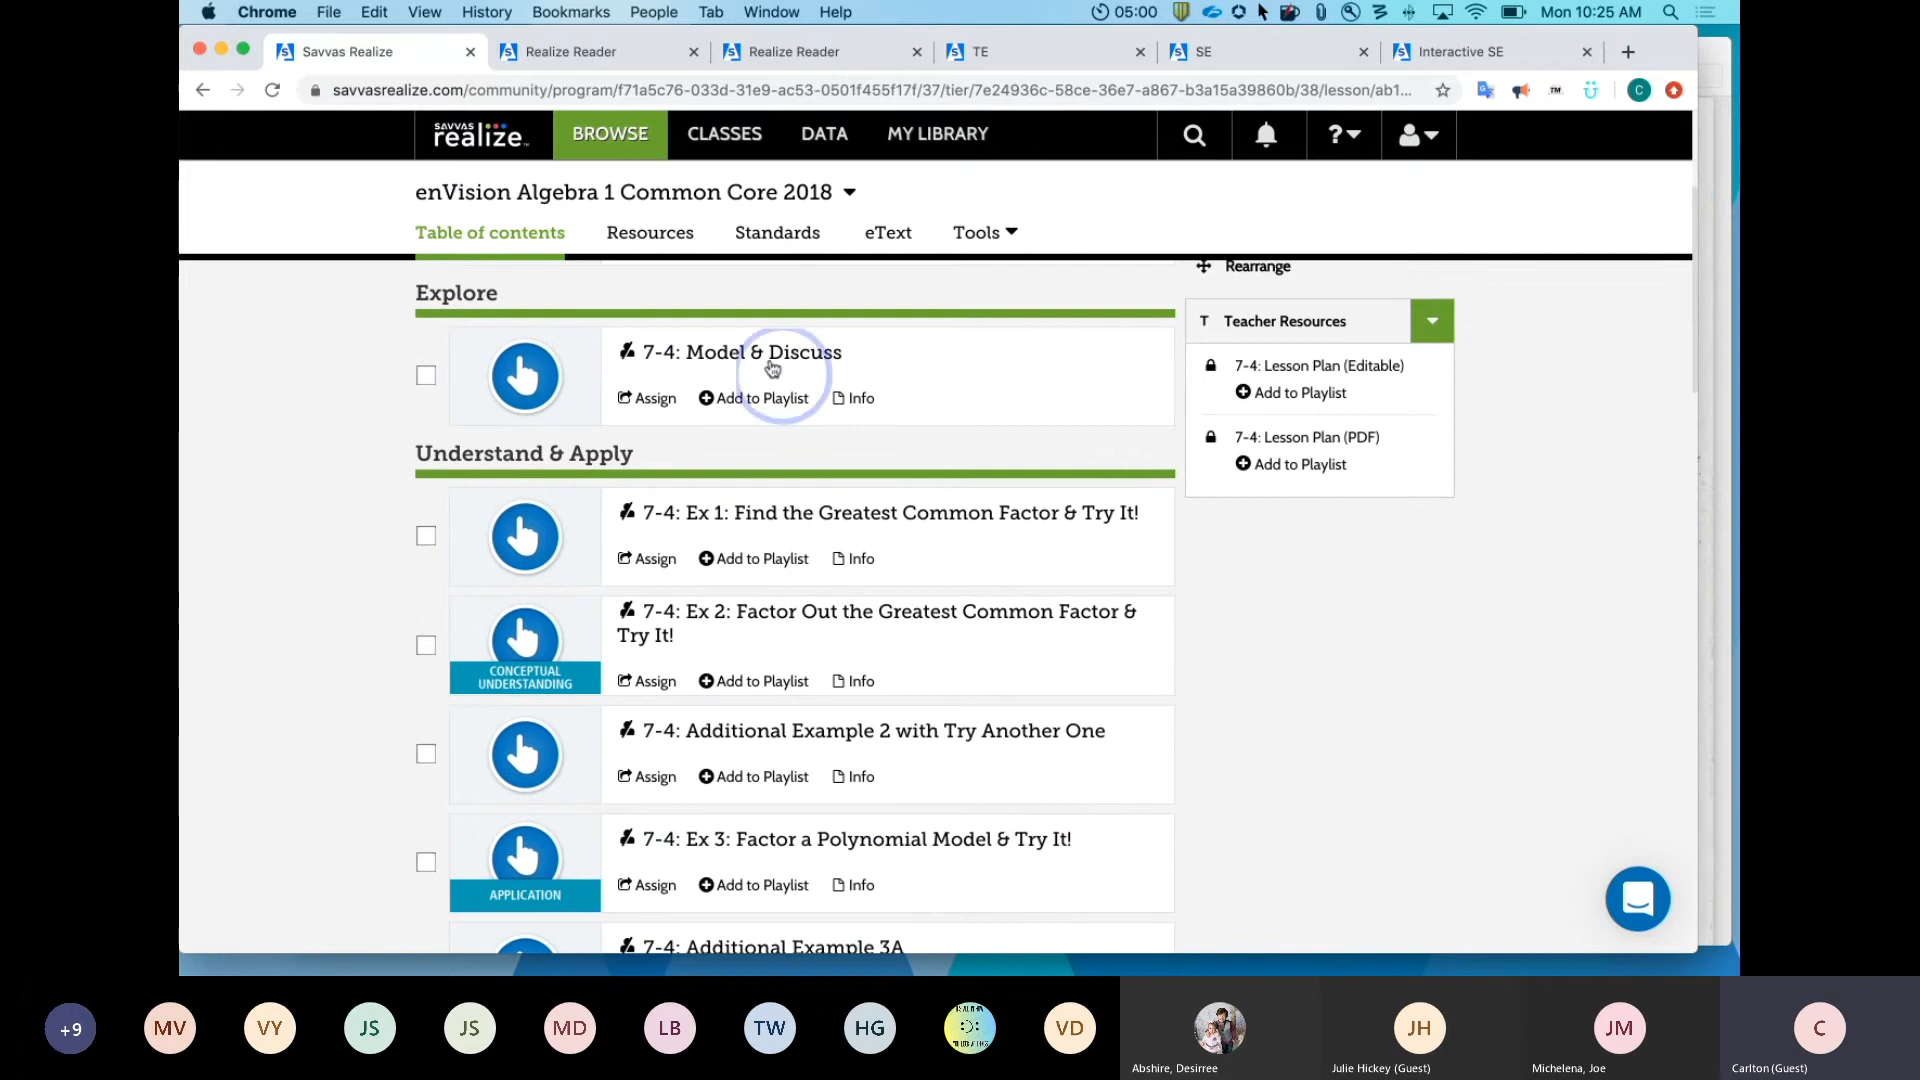 Chrome File Edit View History Bookmarks People Tab Window Help 05:00 Mon 10:25 AM
Savvas Realize Realize Reader Realize Reader TE SE Interactive SE
savvasrealize.com/community/program/f71a5c76-033d-31e9-ac53-0501f455f17f/37/tier/7e24936c-58ce-36e7-a867-b3a15a39860b/38/lesson/ab1... TM C
SAVVAS realize BROWSE CLASSES DATA MY LIBRARY ?
enVision Algebra 1 Common Core 2018
Table of contents Resources Standards eText Tools
Rearrange
Explore
T Teacher Resources
7-4: Model & Discuss
Assign Add to Playlist Info
7-4: Lesson Plan (Editable)
Add to Playlist
7-4: Lesson Plan (PDF)
Add to Playlist
Understand & Apply
7-4: Ex 1: Find the Greatest Common Factor & Try It!
Assign Add to Playlist Info
7-4: Ex 2: Factor Out the Greatest Common Factor &
Try It!
CONCEPTUAL
UNDERSTANDING
Assign Add to Playlist Info
7-4: Additional Example 2 with Try Another One
Assign Add to Playlist Info
7-4: Ex 3: Factor a Polynomial Model & Try It!
APPLICATION
Assign Add to Playlist Info
7-4: Additional Example 3A
+9 MV VY JS JS MD LB TW HG VD JH JM C
Abshire, Desirree Julie Hickey (Guest) Michelena, Joe Carlton (Guest)